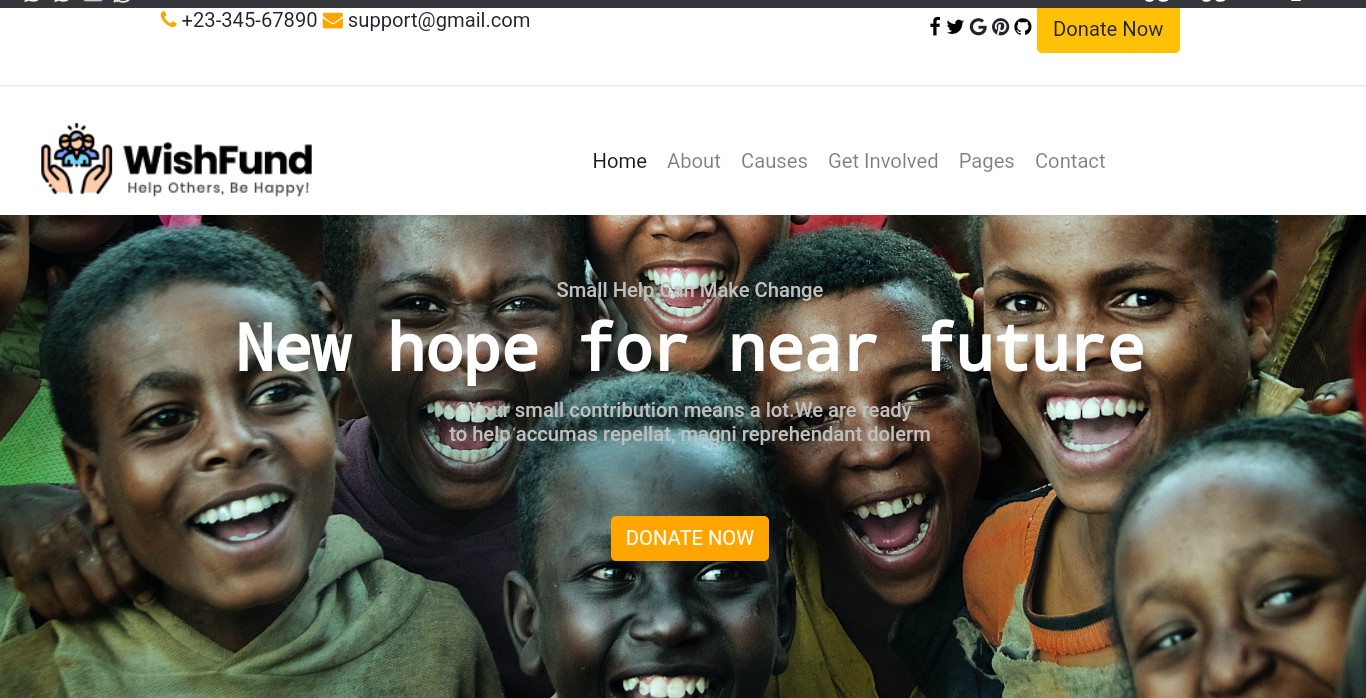 +23-345-67890 support@gmail.com
Donate Now
WishFund
Help Others, Be Happy!
Home About Causes Get Involved Pages Contact
Small Help Can Make Change
New hope for near future
Your small contribution means a lot.We are ready
to help accumas repellat, magni reprehendant dolerm
DONATE NOW